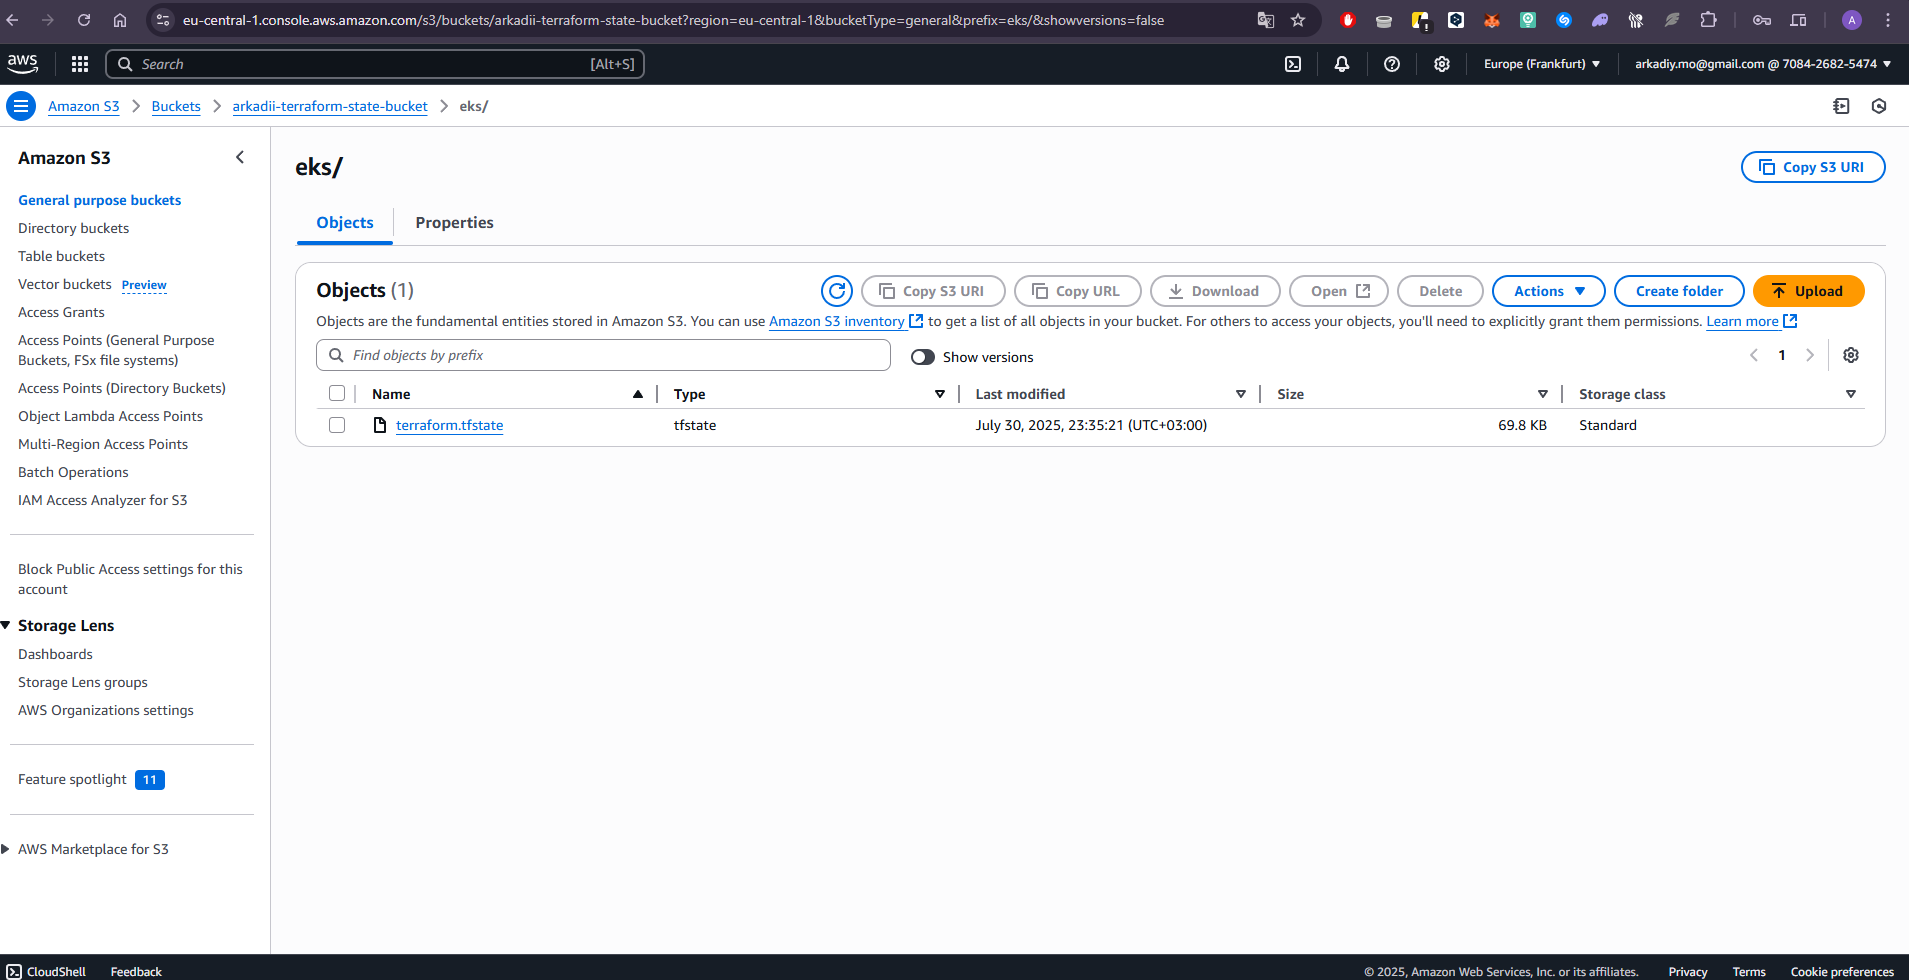 eu-central-1.console.aws.amazon.com/s3/buckets/arkadii-terraform-state-bucket?region=eu-central-1&bucketType=general&prefix=eks/&showversions=false
A
aws
Search [Alt+S]
Europe (Frankfurt)
arkadiy.mo@gmail.com @ 7084-2682-5474
Amazon S3 > Buckets > arkadii-terraform-state-bucket > eks/
Amazon S3
General purpose buckets
Directory buckets
Table buckets
Vector buckets Preview
Access Grants
Access Points (General Purpose
Buckets, FSx file systems)
Access Points (Directory Buckets)
Object Lambda Access Points
Multi-Region Access Points
Batch Operations
IAM Access Analyzer for S3
Block Public Access settings for this
account
Storage Lens
Dashboards
Storage Lens groups
AWS Organizations settings
Feature spotlight 11
AWS Marketplace for S3
eks/
Copy S3 URI
Objects Properties
Objects (1)
Copy S3 URI Copy URL Download Open Delete Actions Create folder Upload
Objects are the fundamental entities stored in Amazon S3. You can use Amazon S3 inventory to get a list of all objects in your bucket. For others to access your objects, you'll need to explicitly grant them permissions. Learn more
Find objects by prefix
Show versions
1
Name Type Last modified Size Storage class
terraform.tfstate tfstate July 30, 2025, 23:35:21 (UTC+03:00) 69.8 KB Standard
CloudShell Feedback
© 2025, Amazon Web Services, Inc. or its affiliates. Privacy Terms Cookie preferences